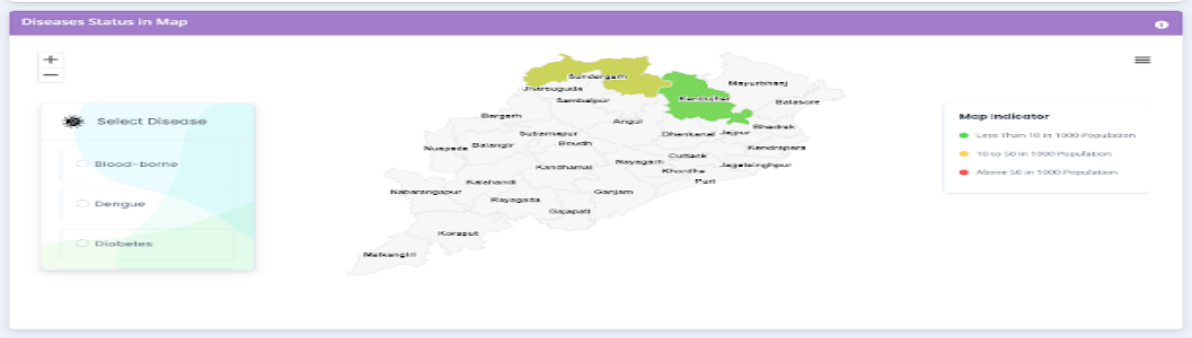 Diseases Status in Map
+
−
Select Disease
Blood-borne
Dengue
Diabetes
Sundergarh
Jharsuguda
Sambalpur
Kendujhar
Mayurbhanj
Balasore
Bargarh
Angul
Subarnapur
Dhenkanal
Jajpur
Bhadrak
Nuapada
Balangir
Boudh
Cuttack
Kendrapara
Kandhamal
Nayagarh
Khordha
Jagatsinghpur
Kalahandi
Puri
Nabarangapur
Ganjam
Rayagada
Gajapati
Koraput
Malkangiri
Map Indicator
Less Than 10 in 1000 Population
10 to 50 in 1000 Population
Above 50 in 1000 Population